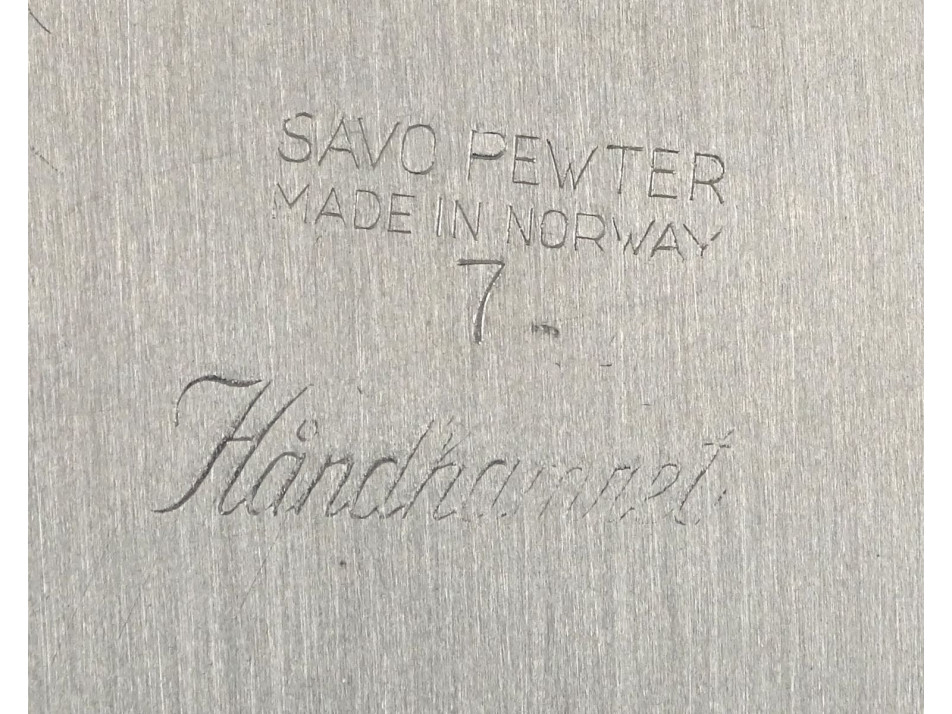 SAVO PEWTER
MADE IN NORWAY
7
Håndhamret